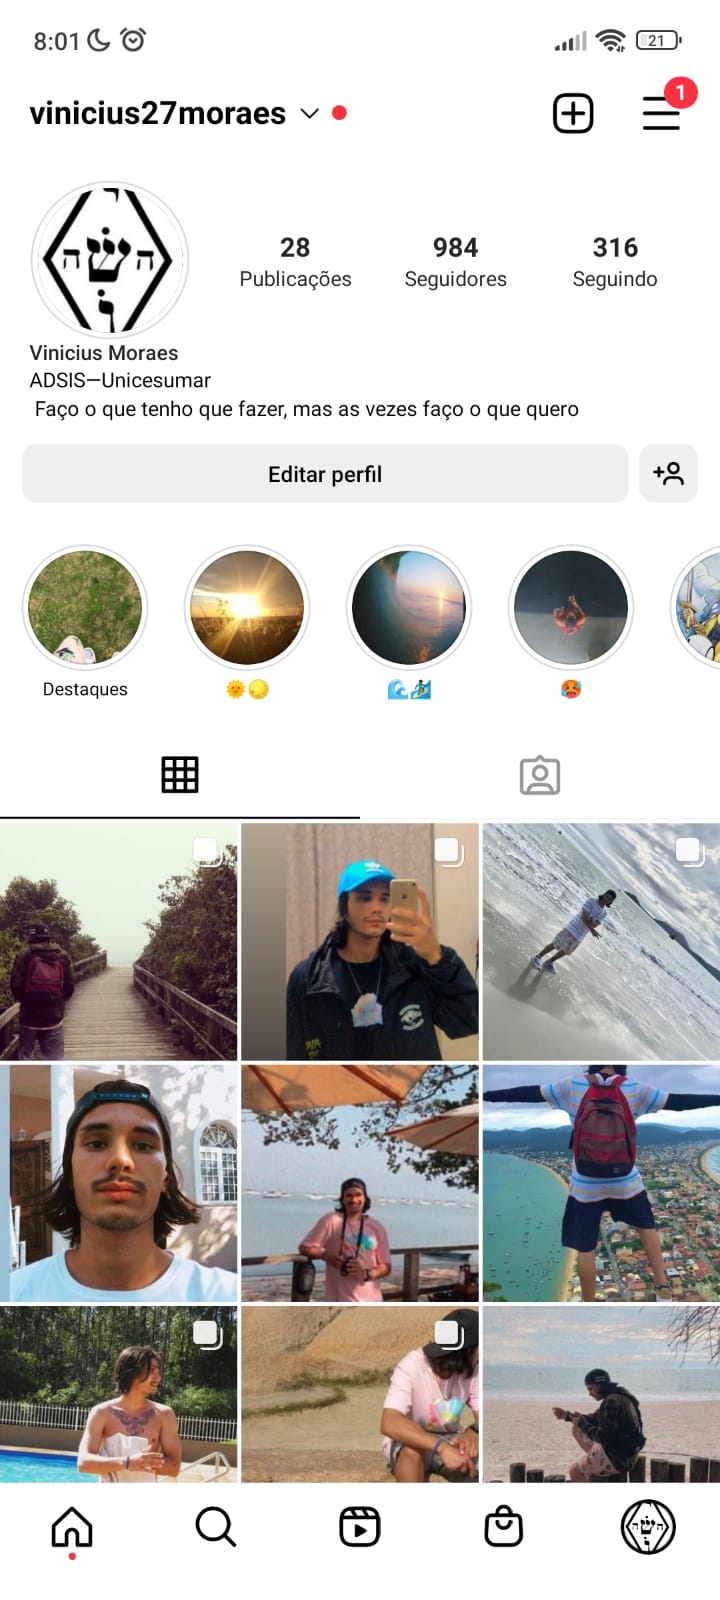 8:01
21
vinicius27moraes
1
28
984
316
Publicações
Seguidores
Seguindo
Vinicius Moraes
ADSIS—Unicesumar
Faço o que tenho que fazer, mas as vezes faço o que quero
Editar perfil
Destaques